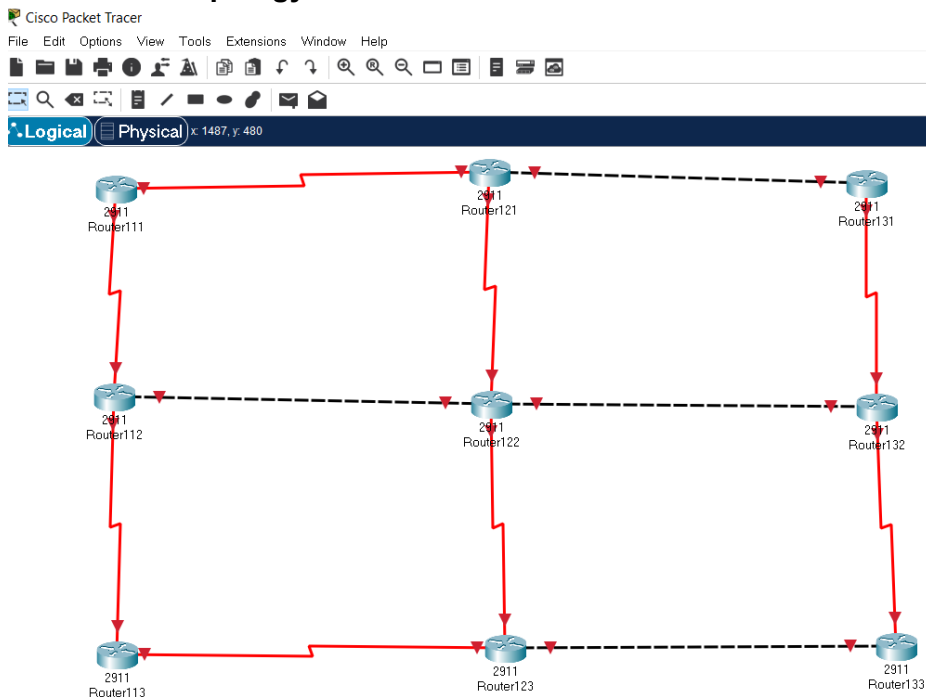 Cisco Packet Tracer
File Edit Options View Tools Extensions Window Help
Logical Physical x: 1487, y: 480
2911 2911 2911
Router111 Router121 Router131
2911 2911 2911
Router112 Router122 Router132
2911 2911 2911
Router113 Router123 Router133